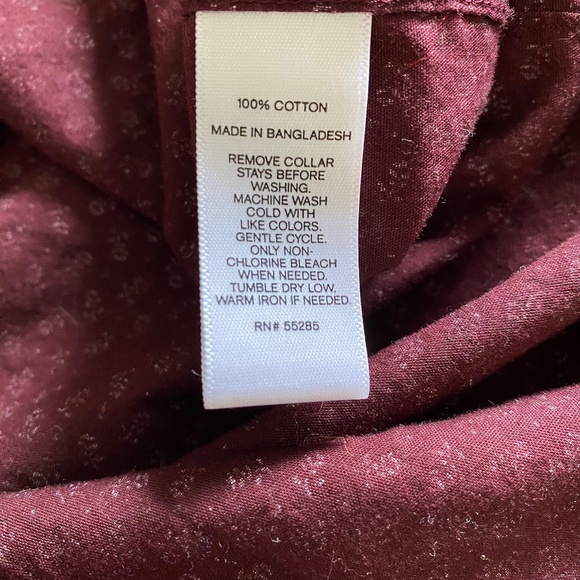 100% COTTON
MADE IN BANGLADESH
REMOVE COLLAR
STAYS BEFORE
WASHING.
MACHINE WASH
COLD WITH
LIKE COLORS.
GENTLE CYCLE.
ONLY NON-
CHLORINE BLEACH
WHEN NEEDED.
TUMBLE DRY LOW.
WARM IRON IF NEEDED.
RN# 55285